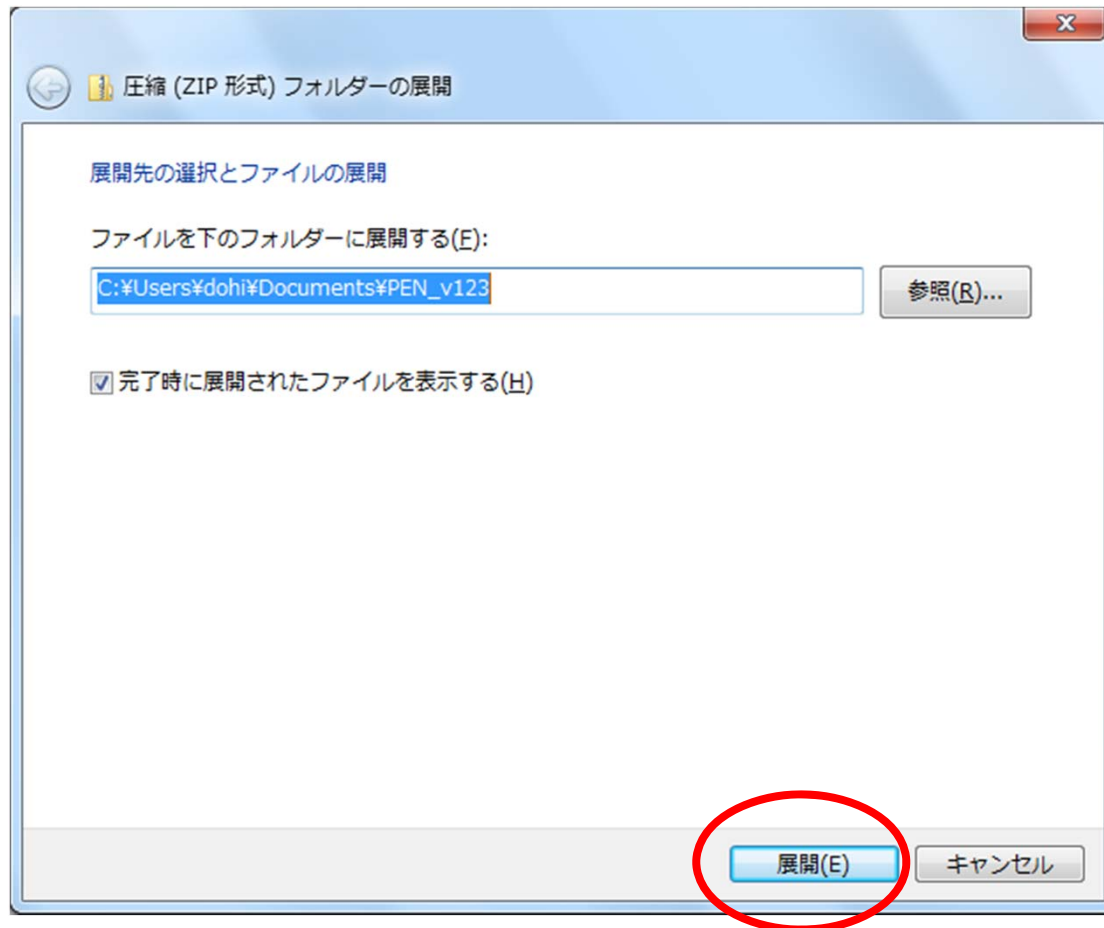 圧縮 (ZIP 形式) フォルダーの展開
展開先の選択とファイルの展開
ファイルを下のフォルダーに展開する(F):
C:¥Users¥dohi¥Documents¥PEN_v123
参照(R)...
完了時に展開されたファイルを表示する(H)
展開(E)
キャンセル